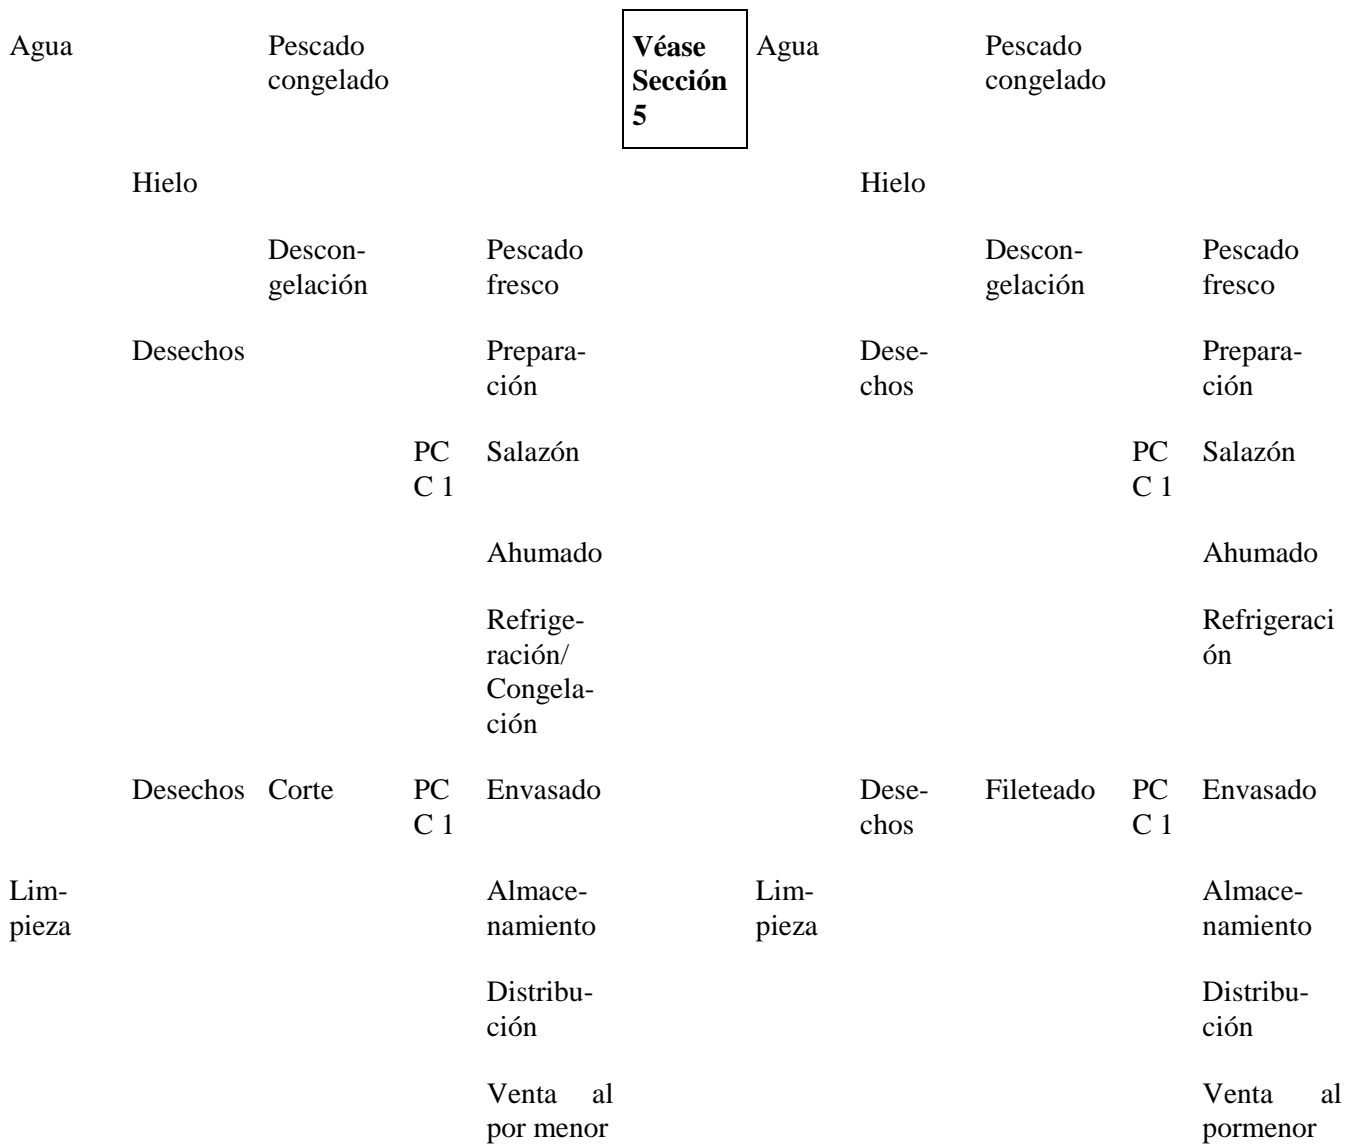 Agua Pescado Véase Agua Pescado
congelado Sección congelado
5
Hielo Hielo
Descon- Pescado Descon- Pescado
gelación fresco gelación fresco
Desechos Prepara- Dese- Prepara-
ción chos ción
PC Salazón PC Salazón
C 1 C 1
Ahumado Ahumado
Refrige- Refrigeraci
ración/ ón
Congela-
ción
Desechos Corte PC Envasado Dese- Fileteado PC Envasado
C 1 chos C 1
Lim- Almace- Lim- Almace-
pieza namiento pieza namiento
Distribu- Distribu-
ción ción
Venta al Venta al
por menor pormenor